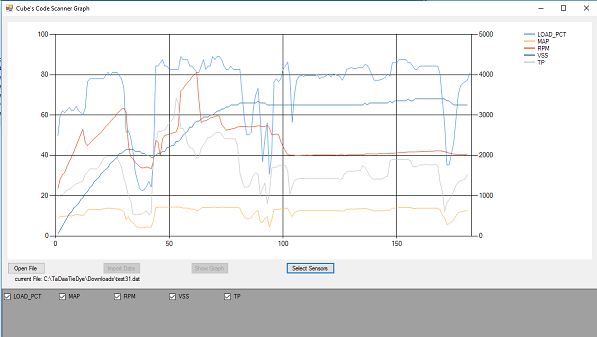 Cube's Code Scanner Graph
100
80
60
40
20
0
5000
4000
3000
2000
1000
0
0
50
100
150
LOAD_PCT
MAP
RPM
VSS
TP
Open File
Import Data
Show Graph
Select Sensors
current File: C:\TaDaaTieDye\Downloads\test31.dat
LOAD_PCT
MAP
RPM
VSS
TP